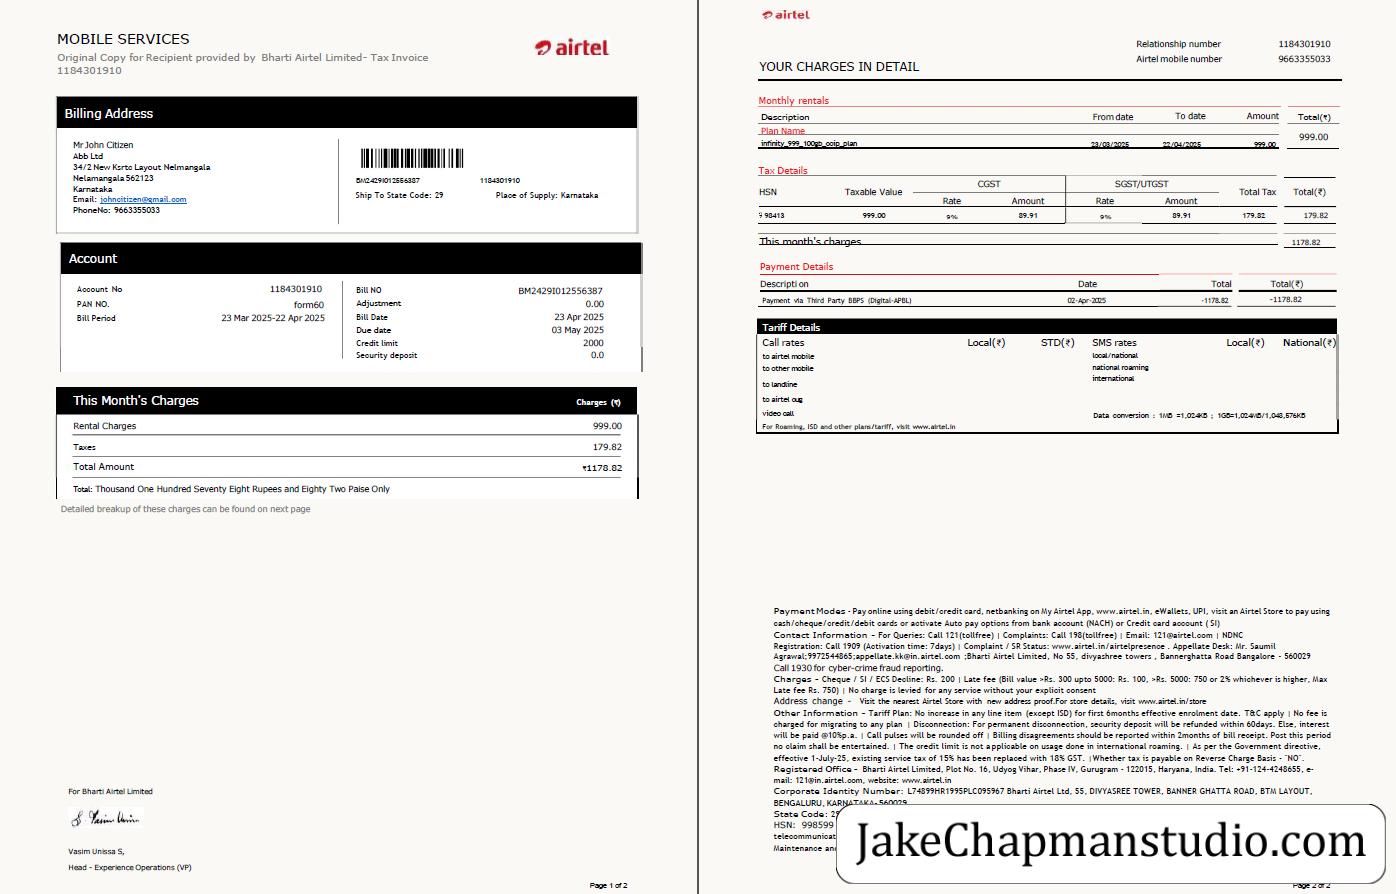 MOBILE SERVICES
Original Copy for Recipient provided by Bharti Airtel Limited- Tax Invoice
1184301910
airtel
Billing Address
Mr John Citizen
Abb Ltd
34/2 New Ksrtc Layout Nelmangala
Nelamangala 562123
Karnataka
Email: johncitizen@gmail.com
PhoneNo: 9663355033
BM2429I012556387 1184301910
Ship To State Code: 29 Place of Supply: Karnataka
Account
Account No 1184301910
PAN NO. form60
Bill Period 23 Mar 2025-22 Apr 2025
Bill NO BM2429I012556387
Adjustment 0.00
Bill Date 23 Apr 2025
Due date 03 May 2025
Credit limit 2000
Security deposit 0.0
This Month's Charges Charges (₹)
Rental Charges 999.00
Taxes 179.82
Total Amount ₹1178.82
Total: Thousand One Hundred Seventy Eight Rupees and Eighty Two Paise Only
Detailed breakup of these charges can be found on next page
For Bharti Airtel Limited
Vasim Unissa S,
Head - Experience Operations (VP)
Page 1 of 2
airtel
Relationship number 1184301910
Airtel mobile number 9663355033
YOUR CHARGES IN DETAIL
Monthly rentals
Description From date To date Amount Total(₹)
Plan Name
infinity_999_100gb_ocip_plan 23/03/2025 22/04/2025 999.00 999.00
Tax Details
HSN Taxable Value CGST SGST/UTGST Total Tax Total(₹)
Rate Amount Rate Amount
98413 999.00 9% 89.91 9% 89.91 179.82 179.82
This month's charges 1178.82
Payment Details
Description Date Total Total(₹)
Payment via Third Party BBPS (Digital-APBL) 02-Apr-2025 -1178.82 -1178.82
Tariff Details
Call rates Local(₹) STD(₹) SMS rates Local(₹) National(₹)
to airtel mobile local/national
to other mobile national roaming
to landline international
to airtel cug
video call Data conversion : 1MB =1,024KB ; 1GB=1,024MB/1,048,576KB
For Roaming, ISD and other plans/tariff, visit www.airtel.in
Payment Modes - Pay online using debit/credit card, netbanking on My Airtel App, www.airtel.in, eWallets, UPI, visit an Airtel Store to pay using
cash/cheque/credit/debit cards or activate Auto pay options from bank account (NACH) or Credit card account ( SI)
Contact Information - For Queries: Call 121(tollfree) | Complaints: Call 198(tollfree) | Email: 121@airtel.com | NDNC
Registration: Call 1909 (Activation time: 7days) | Complaint / SR Status: www.airtel.in/airtelpresence . Appellate Desk: Mr. Saumil
Agrawal;9972544865;appellate.kk@in.airtel.com ;Bharti Airtel Limited, No 55, divyashree towers , Bannerghatta Road Bangalore - 560029
Call 1930 for cyber-crime fraud reporting.
Charges - Cheque / SI / ECS Decline: Rs. 200 | Late fee (Bill value >Rs. 300 upto 5000: Rs. 100, >Rs. 5000: 750 or 2% whichever is higher, Max
Late fee Rs. 750) | No charge is levied for any service without your explicit consent
Address change - Visit the nearest Airtel Store with new address proof.For store details, visit www.airtel.in/store
Other Information - Tariff Plan: No increase in any line item (except ISD) for first 6months effective enrolment date. T&C apply | No fee is
charged for migrating to any plan | Disconnection: For permanent disconnection, security deposit will be refunded within 60days. Else, interest
will be paid @10%p.a. | Call pulses will be rounded off | Billing disagreements should be reported within 2months of bill receipt. Post this period
no claim shall be entertained. | The credit limit is not applicable on usage done in international roaming. | As per the Government directive,
effective 1-July-25, existing service tax of 15% has been replaced with 18% GST. |Whether tax is payable on Reverse Charge Basis - "NO".
Registered Office - Bharti Airtel Limited, Plot No. 16, Udyog Vihar, Phase IV, Gurugram - 122015, Haryana, India. Tel: +91-124-4248655, e-
mail: 121@in.airtel.com, website: www.airtel.in
Corporate Identity Number: L74899HR1995PLC095967 Bharti Airtel Ltd, 55, DIVYASREE TOWER, BANNER GHATTA ROAD, BTM LAYOUT,
BENGALURU, KARNATAKA- 560029
State Code: 29
HSN: 998599
telecommunicat
Maintenance and
JakeChapmanstudio.com
Page 2 of 2